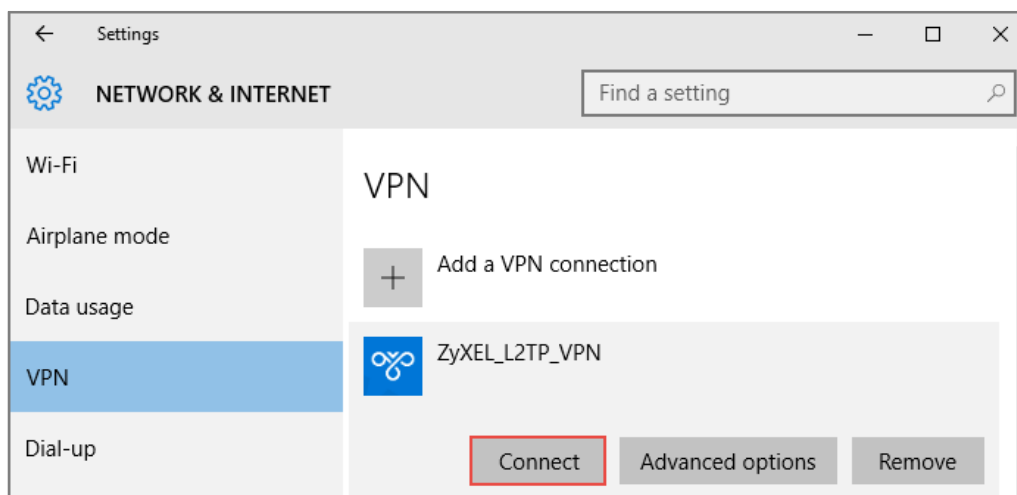 Settings
NETWORK & INTERNET
Find a setting
Wi-Fi
Airplane mode
Data usage
VPN
Dial-up
VPN
Add a VPN connection
ZyXEL_L2TP_VPN
Connect
Advanced options
Remove